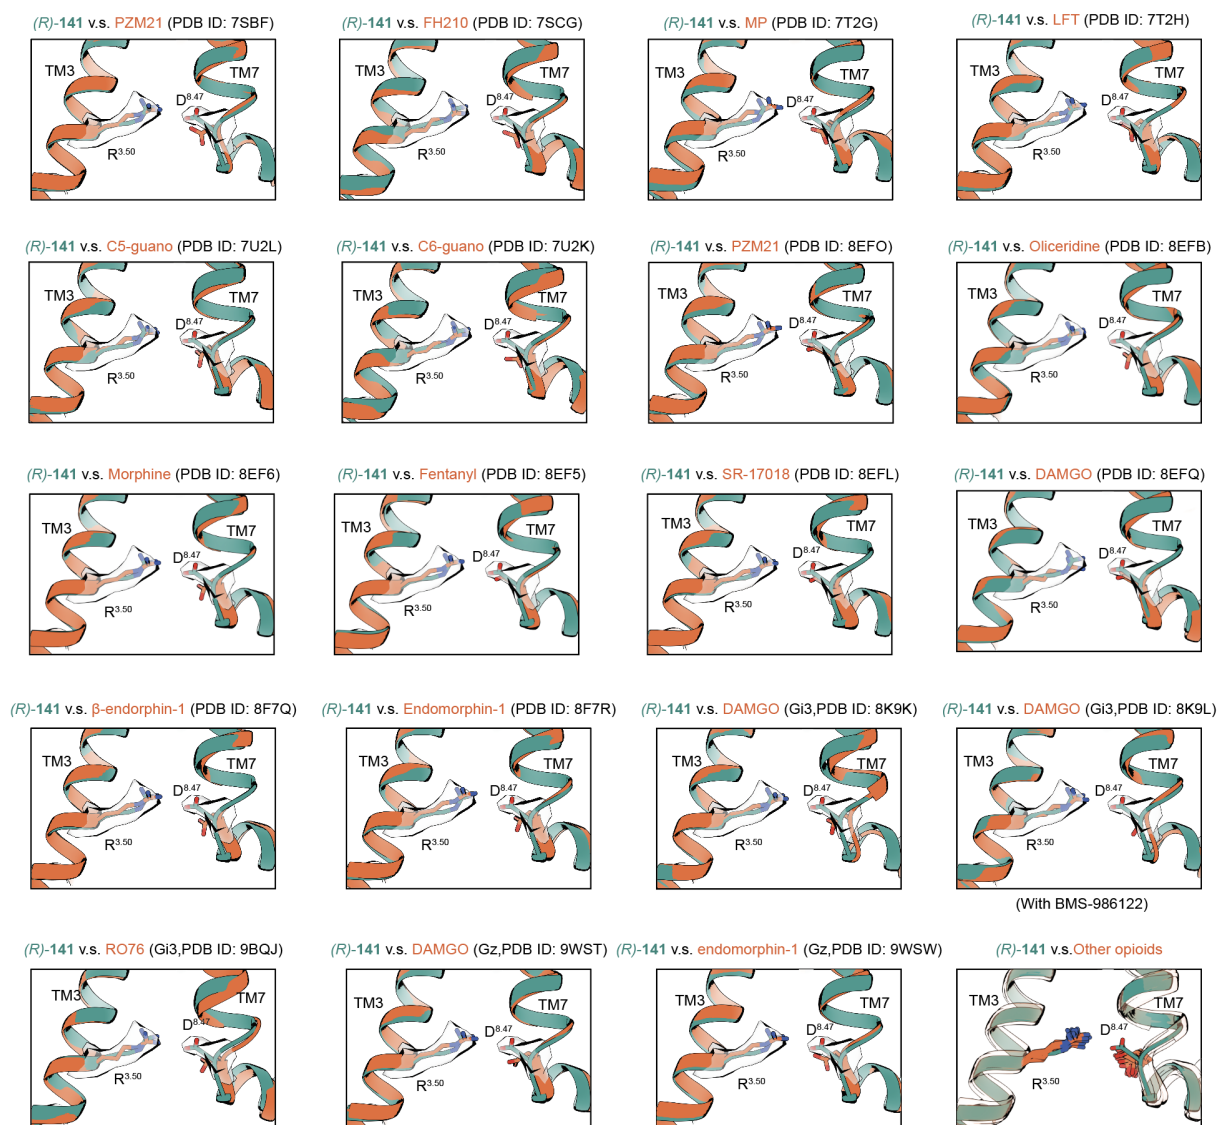 (R)-141 v.s. PZM21 (PDB ID: 7SBF)
(R)-141 v.s. FH210 (PDB ID: 7SCG)
(R)-141 v.s. MP (PDB ID: 7T2G)
(R)-141 v.s. LFT (PDB ID: 7T2H)
TM3 TM7 D8.47 R3.50
TM3 TM7 D8.47 R3.50
TM3 TM7 D8.47 R3.50
TM3 TM7 D8.47 R3.50
(R)-141 v.s. C5-guano (PDB ID: 7U2L)
(R)-141 v.s. C6-guano (PDB ID: 7U2K)
(R)-141 v.s. PZM21 (PDB ID: 8EFO)
(R)-141 v.s. Oliceridine (PDB ID: 8EFB)
TM3 TM7 D8.47 R3.50
TM3 TM7 D8.47 R3.50
TM3 TM7 D8.47 R3.50
TM3 TM7 D8.47 R3.50
(R)-141 v.s. Morphine (PDB ID: 8EF6)
(R)-141 v.s. Fentanyl (PDB ID: 8EF5)
(R)-141 v.s. SR-17018 (PDB ID: 8EFL)
(R)-141 v.s. DAMGO (PDB ID: 8EFQ)
TM3 TM7 D8.47 R3.50
TM3 TM7 D8.47 R3.50
TM3 TM7 D8.47 R3.50
TM3 TM7 D8.47 R3.50
(R)-141 v.s. β-endorphin-1 (PDB ID: 8F7Q)
(R)-141 v.s. Endomorphin-1 (PDB ID: 8F7R)
(R)-141 v.s. DAMGO (Gi3,PDB ID: 8K9K)
(R)-141 v.s. DAMGO (Gi3,PDB ID: 8K9L)
TM3 TM7 D8.47 R3.50
TM3 TM7 D8.47 R3.50
TM3 TM7 D8.47 R3.50
TM3 TM7 D8.47 R3.50
(With BMS-986122)
(R)-141 v.s. RO76 (Gi3,PDB ID: 9BQJ)
(R)-141 v.s. DAMGO (Gz,PDB ID: 9WST)
(R)-141 v.s. endomorphin-1 (Gz,PDB ID: 9WSW)
(R)-141 v.s.Other opioids
TM3 TM7 D8.47 R3.50
TM3 TM7 D8.47 R3.50
TM3 TM7 D8.47 R3.50
TM3 TM7 D8.47 R3.50